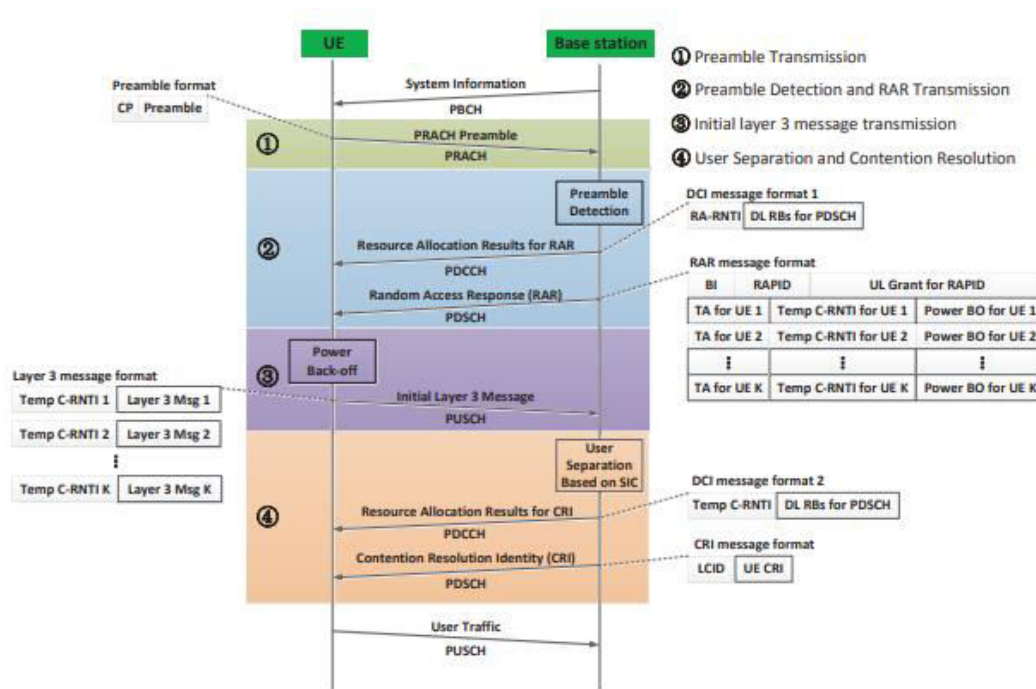 UE
Base station
① Preamble Transmission
② Preamble Detection and RAR Transmission
③ Initial layer 3 message transmission
④ User Separation and Contention Resolution
Preamble format
CP Preamble
System Information
PBCH
①
PRACH Preamble
PRACH
②
Preamble
Detection
DCI message format 1
RA-RNTI DL RBs for PDSCH
Resource Allocation Results for RAR
PDCCH
RAR message format
BI RAPID UL Grant for RAPID
TA for UE 1 Temp C-RNTI for UE 1 Power BO for UE 1
TA for UE 2 Temp C-RNTI for UE 2 Power BO for UE 2
⋮ ⋮ ⋮
TA for UE K Temp C-RNTI for UE K Power BO for UE K
Random Access Response (RAR)
PDSCH
③
Power
Back-off
Layer 3 message format
Temp C-RNTI 1 Layer 3 Msg 1
Temp C-RNTI 2 Layer 3 Msg 2
⋮
Temp C-RNTI K Layer 3 Msg K
Initial Layer 3 Message
PUSCH
④
User
Separation
Based on SIC
DCI message format 2
Temp C-RNTI DL RBs for PDSCH
Resource Allocation Results for CRI
PDCCH
CRI message format
LCID UE CRI
Contention Resolution Identity (CRI)
PDSCH
User Traffic
PUSCH